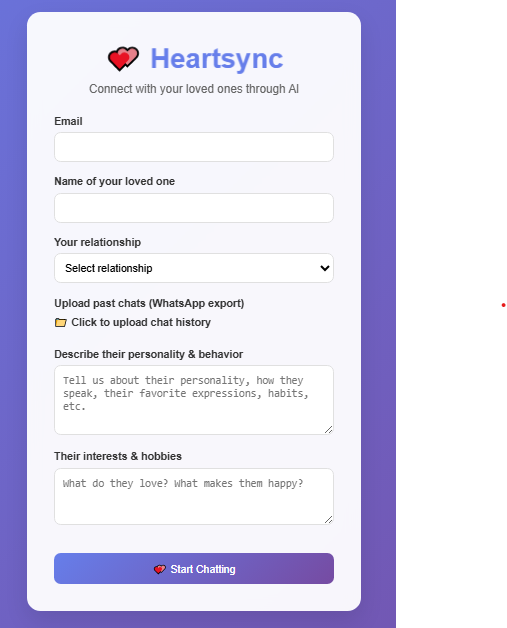 Heartsync
Connect with your loved ones through AI
Email
Name of your loved one
Your relationship
Select relationship
Upload past chats (WhatsApp export)
Click to upload chat history
Describe their personality & behavior
Tell us about their personality, how they
speak, their favorite expressions, habits,
etc.
Their interests & hobbies
What do they love? What makes them happy?
Start Chatting